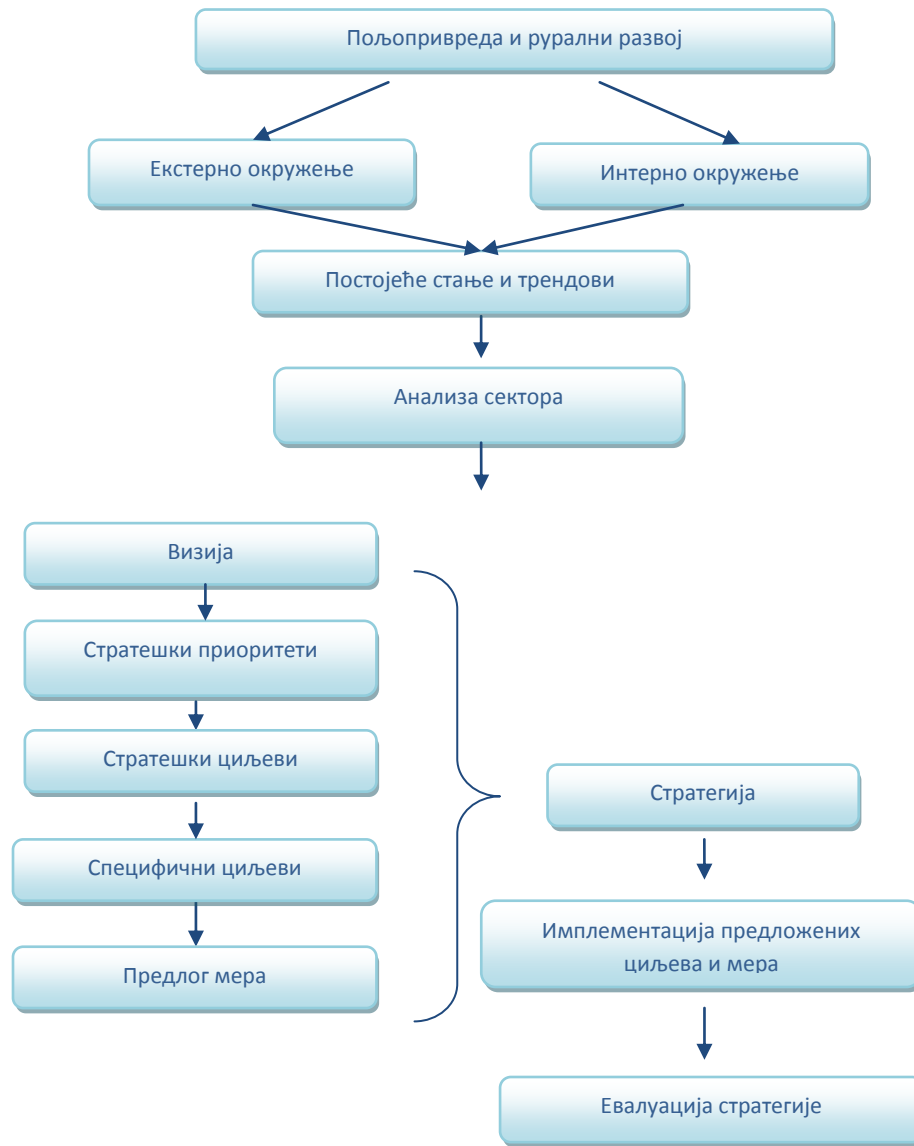 Пољопривреда и рурални развој
Екстерно окружење
Интерно окружење
Постојеће стање и трендови
Анализа сектора
Визија
Стратешки приоритети
Стратешки циљеви
Специфични циљеви
Предлог мера
Стратегија
Имплементација предложених
циљева и мера
Евалуација стратегије